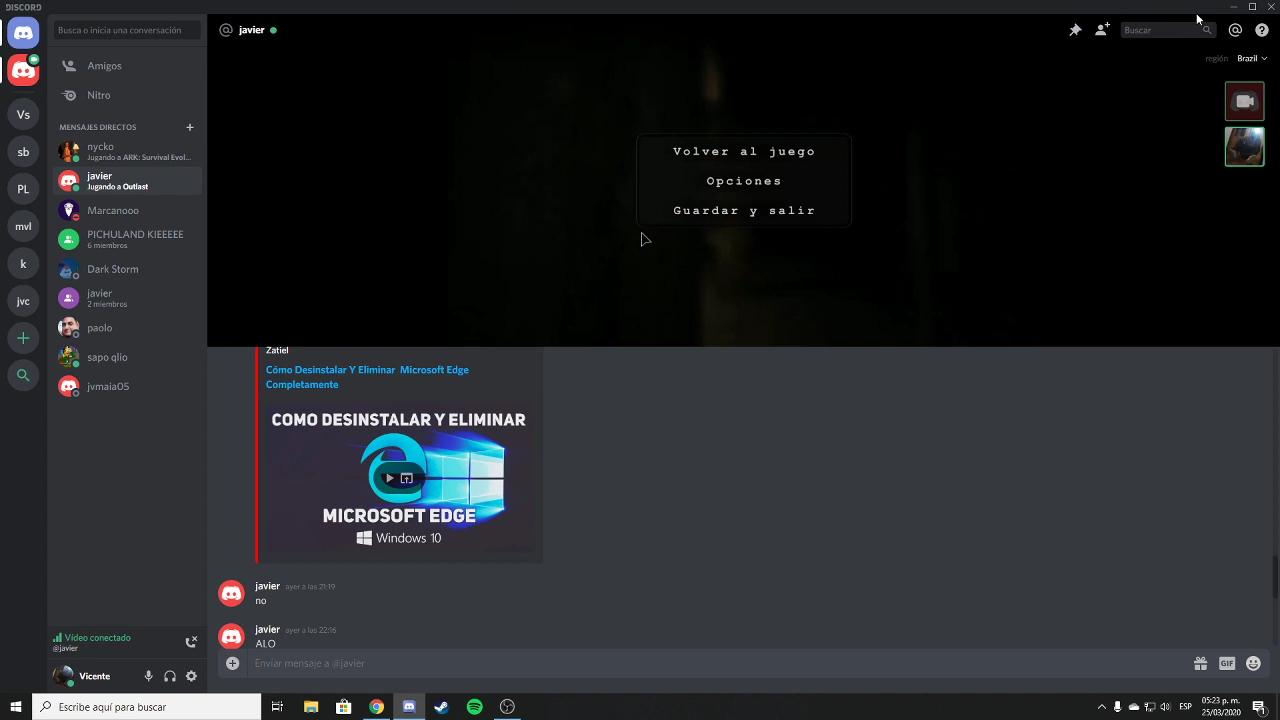 DISCORD
Busca o inicia una conversación
Amigos
Nitro
MENSAJES DIRECTOS
nycko
Jugando a ARK: Survival Evol...
javier
Jugando a Outlast
Marcanooo
PICHULAND KIEEEEE
6 miembros
Dark Storm
javier
2 miembros
paolo
sapo qlio
jvmaia05
Vs
sb
PL
mvl
k
jvc
Vídeo conectado
@javier
Vicente
javier
Buscar
región Brazil
Volver al juego
Opciones
Guardar y salir
Zatiel
Cómo Desinstalar Y Eliminar Microsoft Edge
Completamente
COMO DESINSTALAR Y ELIMINAR
MICROSOFT EDGE
Windows 10
javier ayer a las 21:19
no
javier ayer a las 22:16
ALO
Enviar mensaje a @javier
GIF
Escribe aquí para buscar
ESP
05:23 p. m.
25/03/2020
1